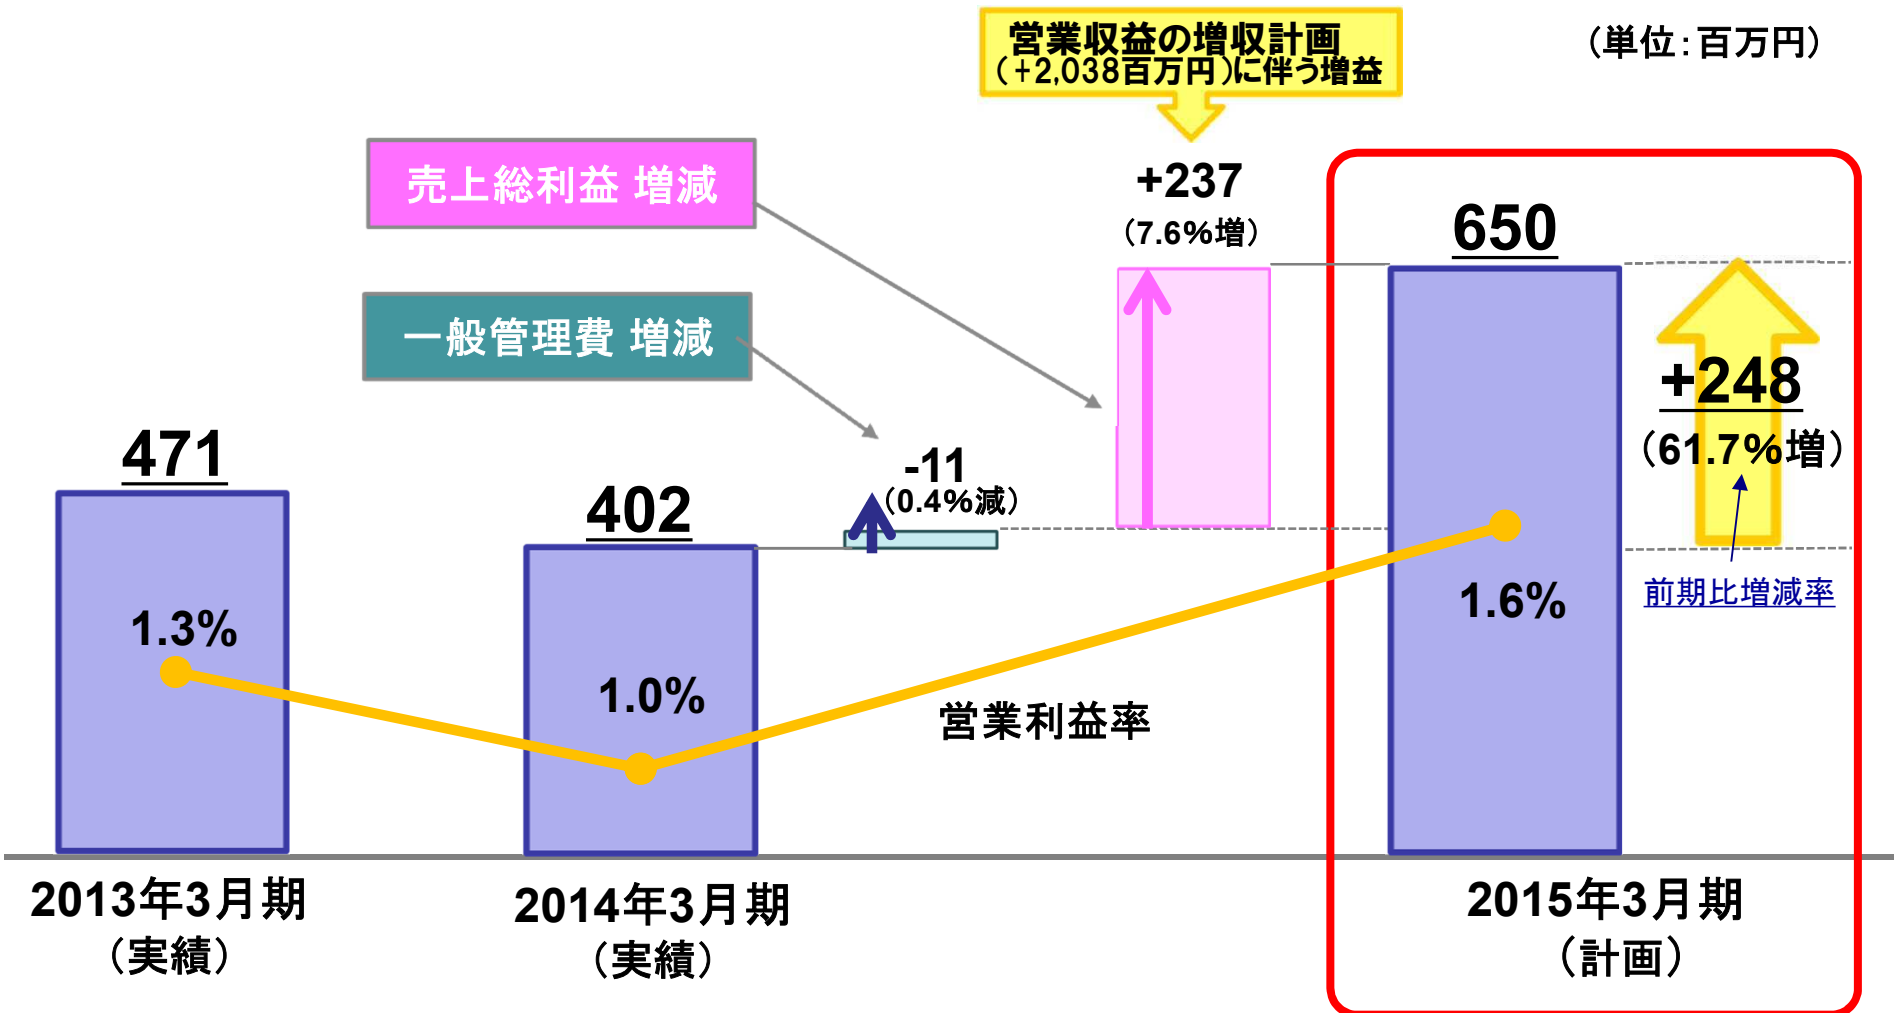 営業収益の増収計画
（+2,038百万円）に伴う増益
（単位：百万円）
売上総利益 増減
+237
（7.6%増）
650
一般管理費 増減
+248
（61.7%増）
471
402
-11
（0.4%減）
前期比増減率
1.3%
1.0%
1.6%
営業利益率
2013年3月期
（実績）
2014年3月期
（実績）
2015年3月期
（計画）